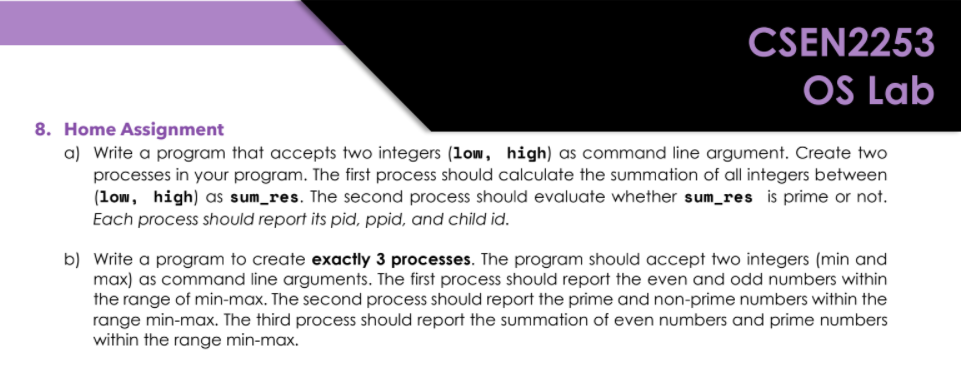 CSEN2253
OS Lab
8. Home Assignment
a) Write a program that accepts two integers (low, high) as command line argument. Create two
processes in your program. The first process should calculate the summation of all integers between
(low, high) as sum_res. The second process should evaluate whether sum_res is prime or not.
Each process should report its pid, ppid, and child id.
b) Write a program to create exactly 3 processes. The program should accept two integers (min and
max) as command line arguments. The first process should report the even and odd numbers within
the range of min-max. The second process should report the prime and non-prime numbers within the
range min-max. The third process should report the summation of even numbers and prime numbers
within the range min-max.